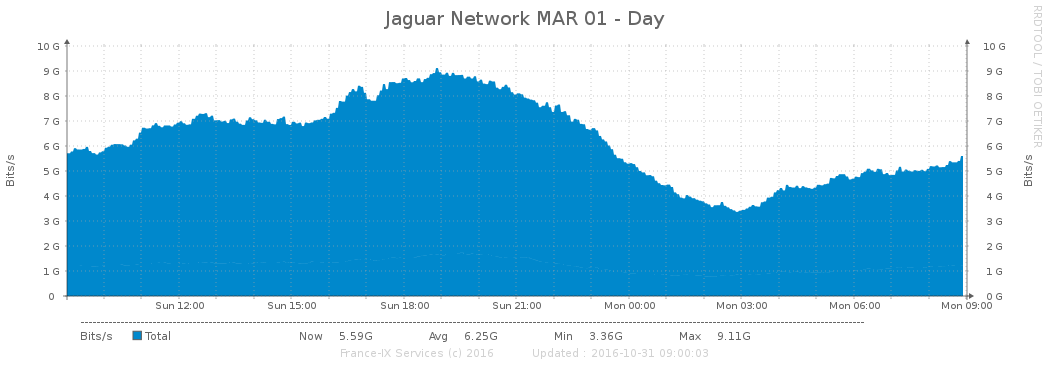 Jaguar Network MAR 01 - Day
RRDTOOL / TOBI OETIKER
Bits/s
10 G
9 G
8 G
7 G
6 G
5 G
4 G
3 G
2 G
1 G
0
10 G
9 G
8 G
7 G
6 G
5 G
4 G
3 G
2 G
1 G
0 G
Bits/s
Sun 12:00 Sun 15:00 Sun 18:00 Sun 21:00 Mon 00:00 Mon 03:00 Mon 06:00 Mon 09:00
Bits/s Total Now 5.59G Avg 6.25G Min 3.36G Max 9.11G
France-IX Services (c) 2016 Updated : 2016-10-31 09:00:03